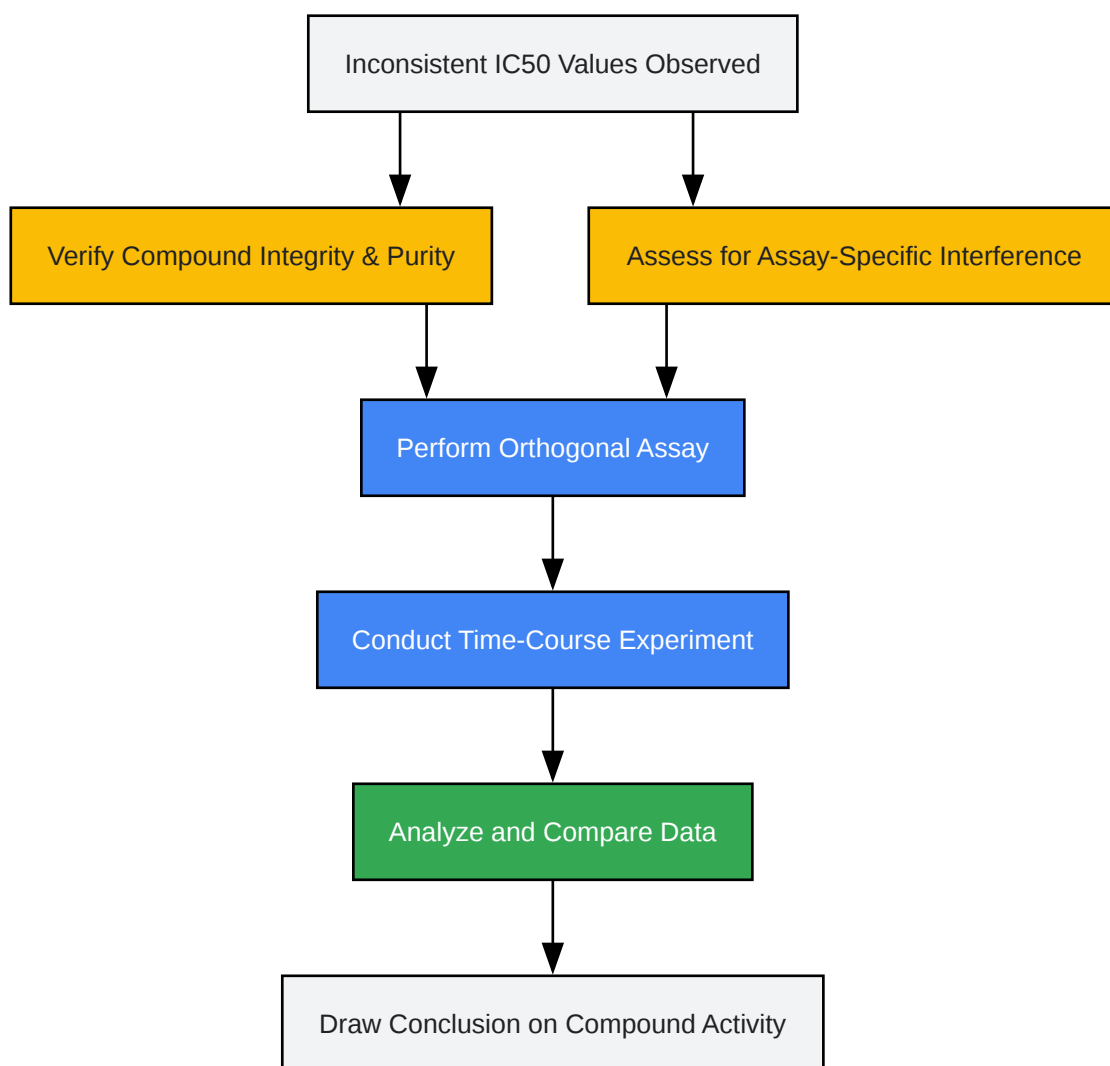 Inconsistent IC50 Values Observed
Verify Compound Integrity & Purity
Assess for Assay-Specific Interference
Perform Orthogonal Assay
Conduct Time-Course Experiment
Analyze and Compare Data
Draw Conclusion on Compound Activity